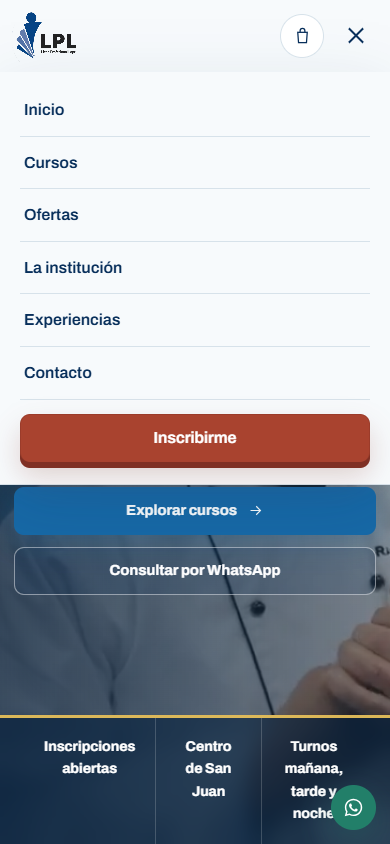 LPL
Inicio
Cursos
Ofertas
La institución
Experiencias
Contacto
Inscribirme
Explorar cursos →
Consultar por WhatsApp
Inscripciones
abiertas
Centro
de San
Juan
Turnos
mañana,
tarde y
noche